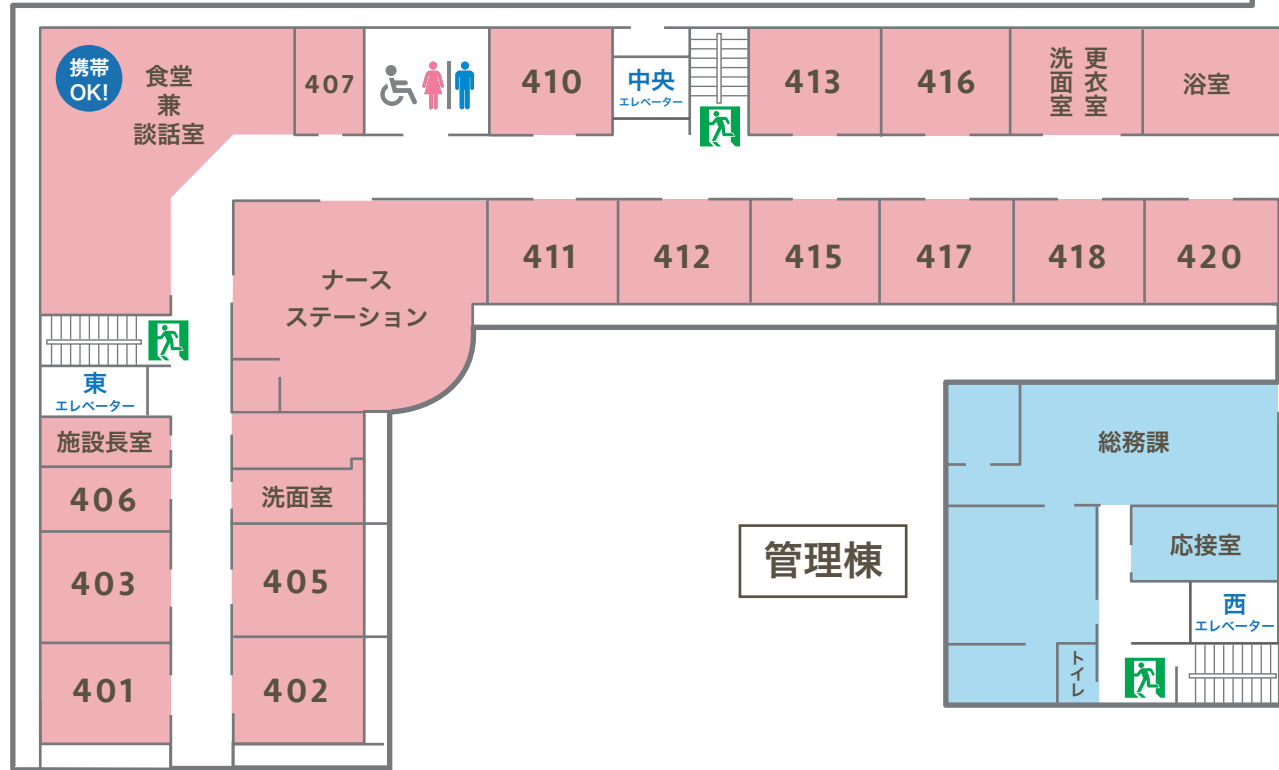 携帯
OK!
食堂
兼
談話室
407
410
中央
エレベーター
413
416
洗面室
更衣室
浴室
ナース
ステーション
411
412
415
417
418
420
東
エレベーター
施設長室
406
洗面室
403
405
401
402
管理棟
総務課
応接室
西
エレベーター
トイレ